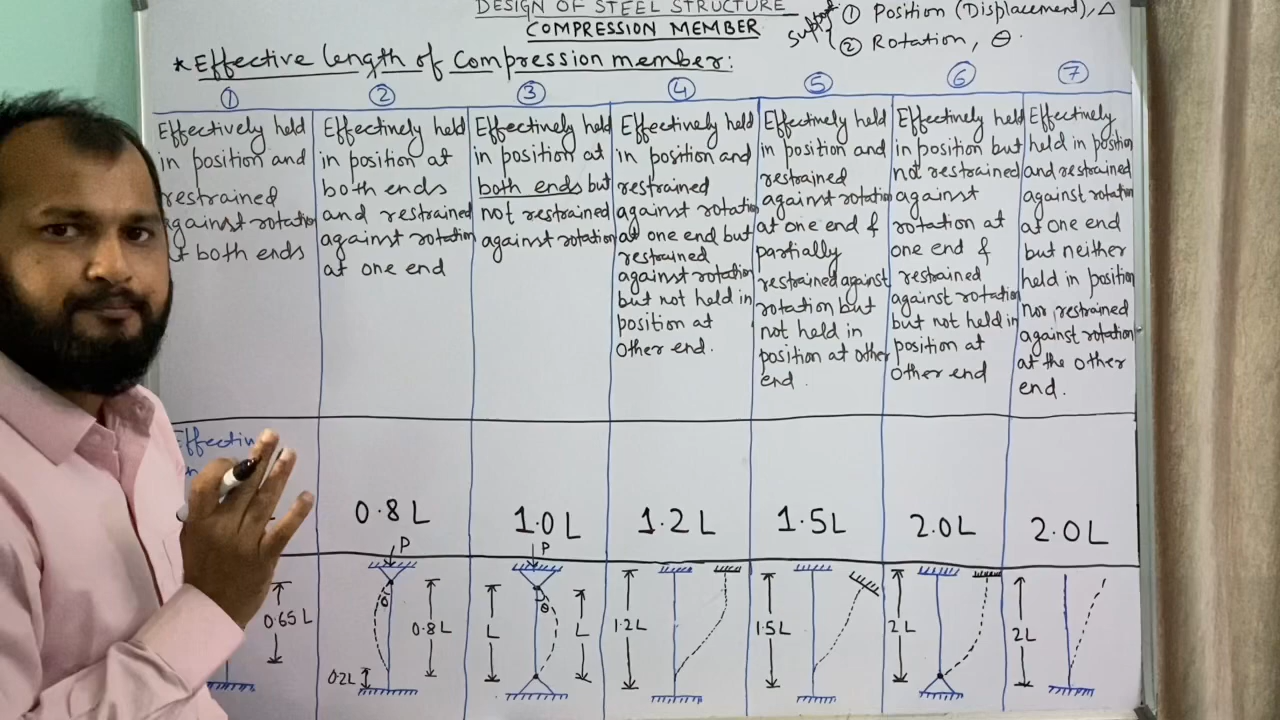 DESIGN OF STEEL STRUCTURE
COMPRESSION MEMBER
① Position (Displacement), Δ
② Rotation, θ.
* Effective length of compression member:
①
②
③
④
⑤
⑥
⑦
Effectively held
in position and
restrained
against rotation
at both ends
Effectively held
in position at
both ends
and restrained
against rotation
at one end
Effectively held
in position at
both ends but
not restrained
against rotation
Effectively held
in position and
restrained
against rotation
at one end but
restrained
against rotation
but not held in
position at
other end.
Effectively held
in position and
restrained
against rotation
at one end &
partially
restrained against
rotation but
not held in
position at other
end.
Effectively held
in position but
not restrained
against
rotation at
one end &
restrained
against rotation
but not held in
position at
other end
Effectively
held in position
and restrained
against rotation
at one end
but neither
held in position
nor restrained
against rotation
at the other
end.
0.8 L
1.0 L
1.2 L
1.5L
2.0L
2.0L
0.65 L
P
θ
0.8 L
0.2L
P
θ
L
L
1.2L
1.5L
2L
2L